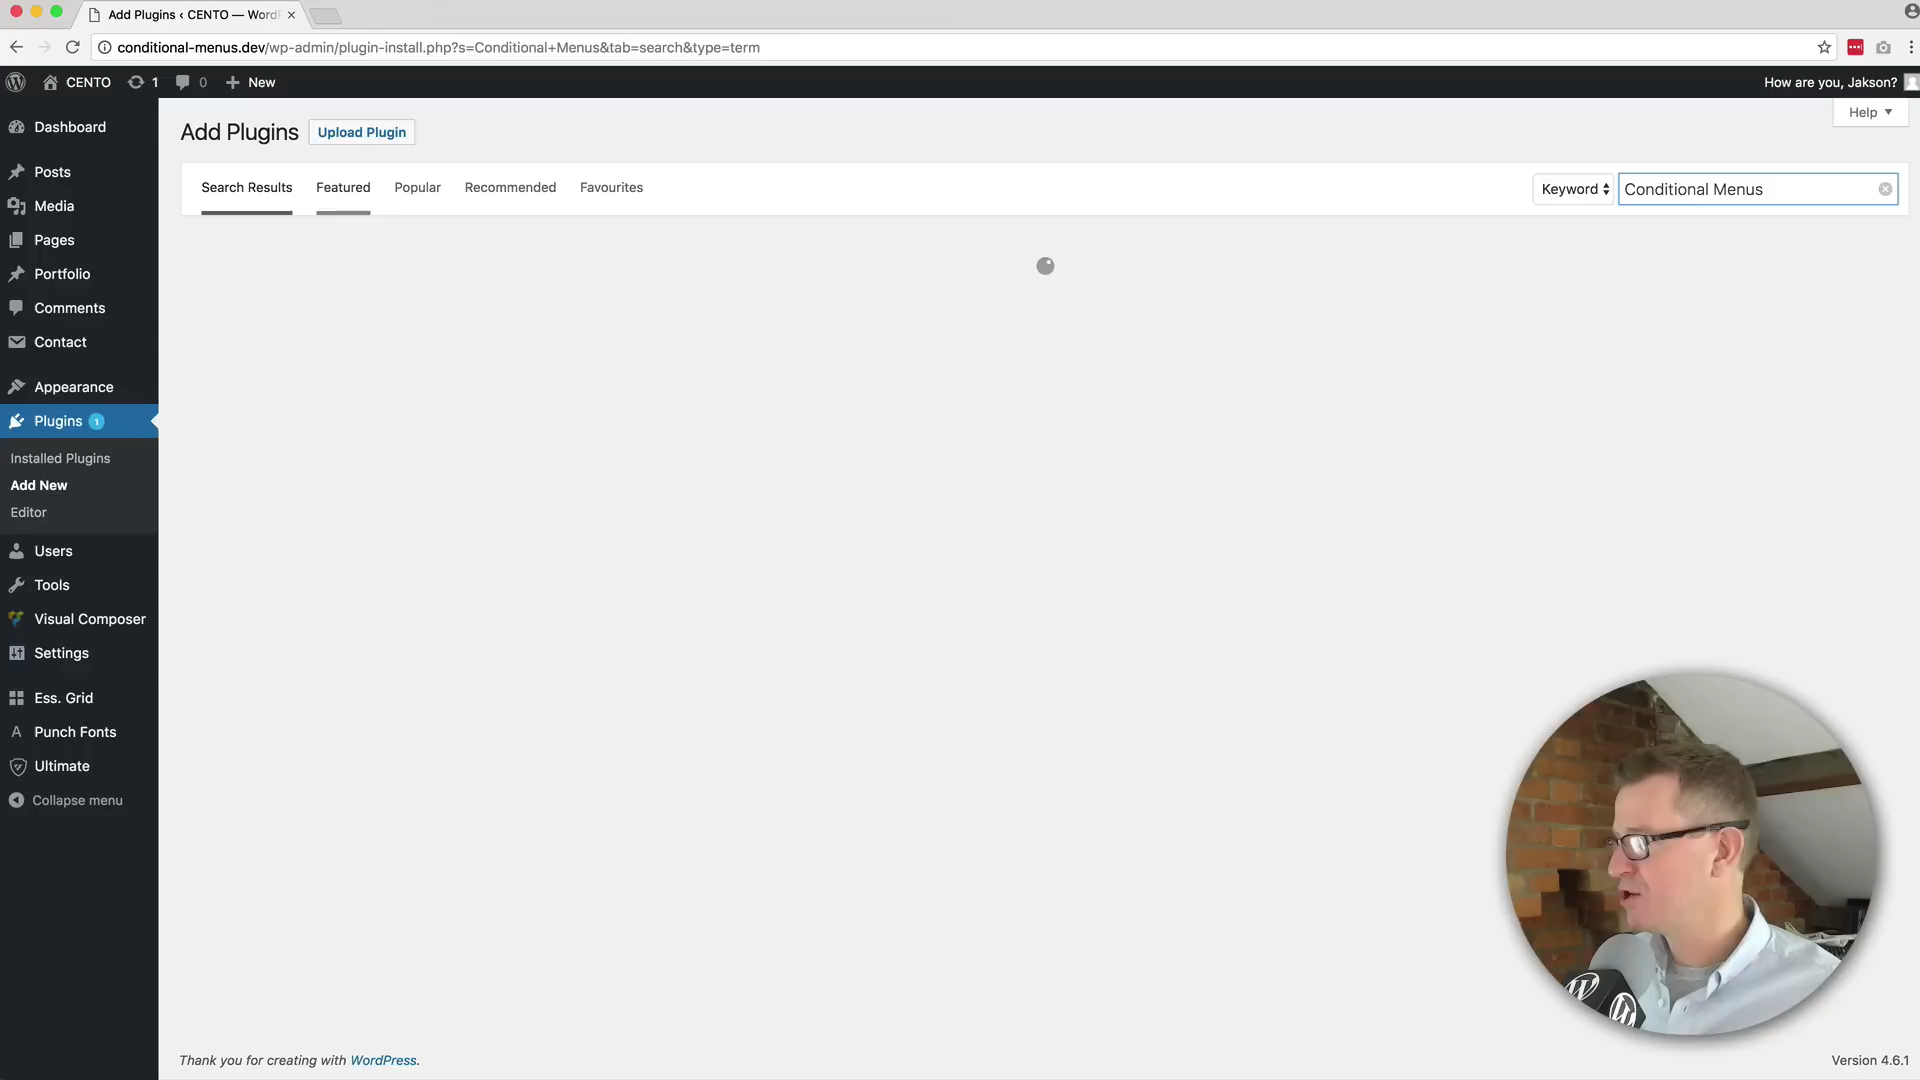 Add Plugins ‹ CENTO — WordP
conditional-menus.dev/wp-admin/plugin-install.php?s=Conditional+Menus&tab=search&type=term
CENTO 1 0 New
How are you, Jakson?
Help
Dashboard
Posts
Media
Pages
Portfolio
Comments
Contact
Appearance
Plugins 1
Installed Plugins
Add New
Editor
Users
Tools
Visual Composer
Settings
Ess. Grid
Punch Fonts
Ultimate
Collapse menu
Add Plugins Upload Plugin
Search Results Featured Popular Recommended Favourites
Keyword Conditional Menus
Thank you for creating with WordPress.
Version 4.6.1